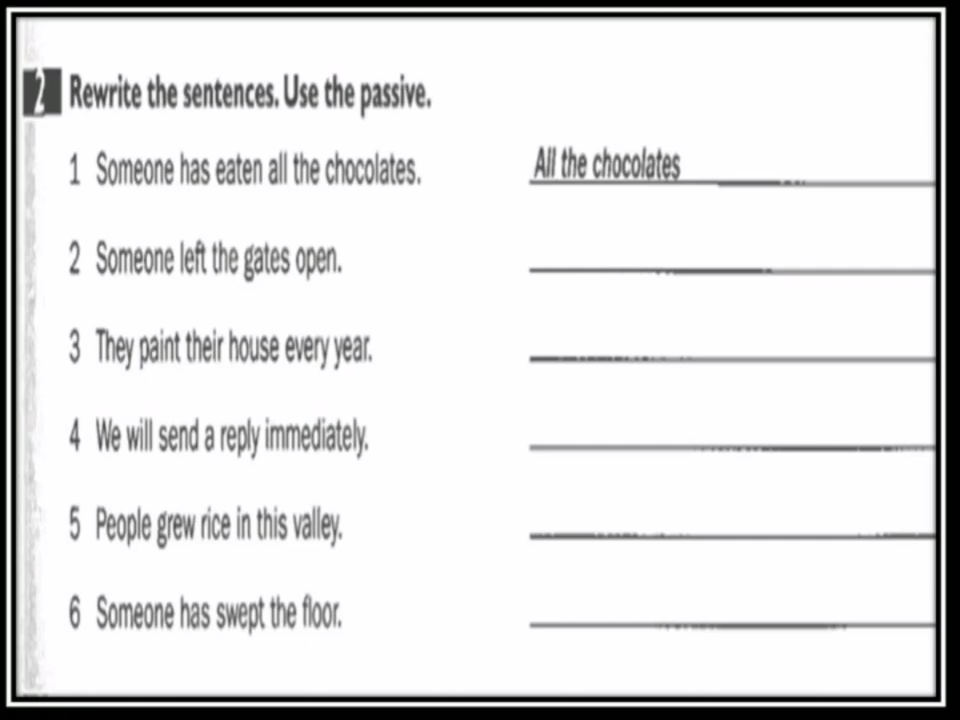 2 Rewrite the sentences. Use the passive.
1 Someone has eaten all the chocolates. All the chocolates
2 Someone left the gates open.
3 They paint their house every year.
4 We will send a reply immediately.
5 People grew rice in this valley.
6 Someone has swept the floor.